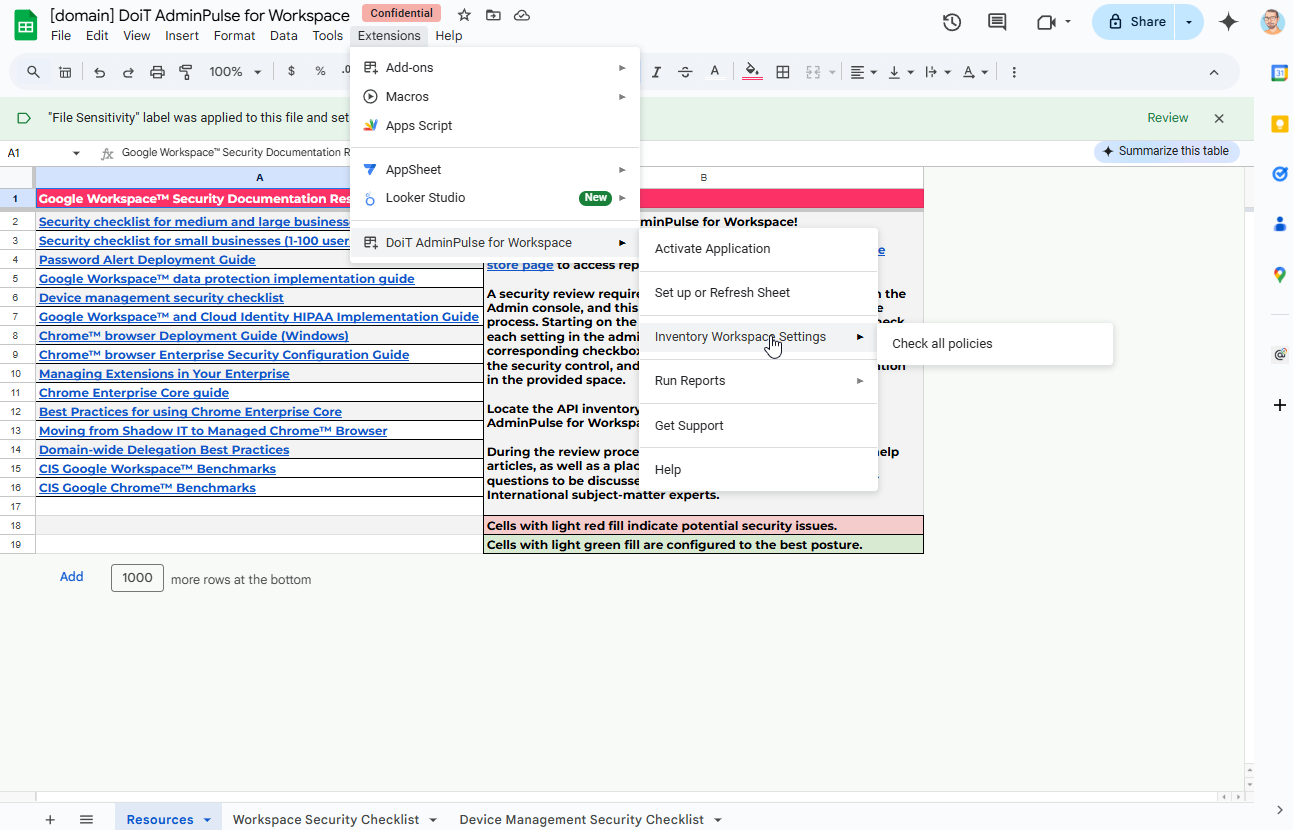 [domain] DoiT AdminPulse for Workspace
Confidential
File Edit View Insert Format Data Tools Extensions Help
Share
100%
$ % .0
A
31
Add-ons
Macros
Apps Script
AppSheet
Looker Studio New
DoiT AdminPulse for Workspace
"File Sensitivity" label was applied to this file and set
Review
A1
fx Google Workspace™ Security Documentation R
Summarize this table
A B
1 Google Workspace™ Security Documentation Res
2 Security checklist for medium and large business
3 Security checklist for small businesses (1-100 user
4 Password Alert Deployment Guide
5 Google Workspace™ data protection implementation guide
6 Device management security checklist
7 Google Workspace™ and Cloud Identity HIPAA Implementation Guide
8 Chrome™ browser Deployment Guide (Windows)
9 Chrome™ browser Enterprise Security Configuration Guide
10 Managing Extensions in Your Enterprise
11 Chrome Enterprise Core guide
12 Best Practices for using Chrome Enterprise Core
13 Moving from Shadow IT to Managed Chrome™ Browser
14 Domain-wide Delegation Best Practices
15 CIS Google Workspace™ Benchmarks
16 CIS Google Chrome™ Benchmarks
17
18
19
minPulse for Workspace!
store page to access rep
A security review require the
Admin console, and this
process. Starting on the
each setting in the admi
corresponding checkbox
the security control, and
in the provided space.
Locate the API inventory
AdminPulse for Workspa
During the review proce elp
articles, as well as a plac
questions to be discusse
International subject-matter experts.
Cells with light red fill indicate potential security issues.
Cells with light green fill are configured to the best posture.
Activate Application
Set up or Refresh Sheet
Inventory Workspace Settings
Run Reports
Get Support
Help
Check all policies
Add 1000 more rows at the bottom
Resources Workspace Security Checklist Device Management Security Checklist